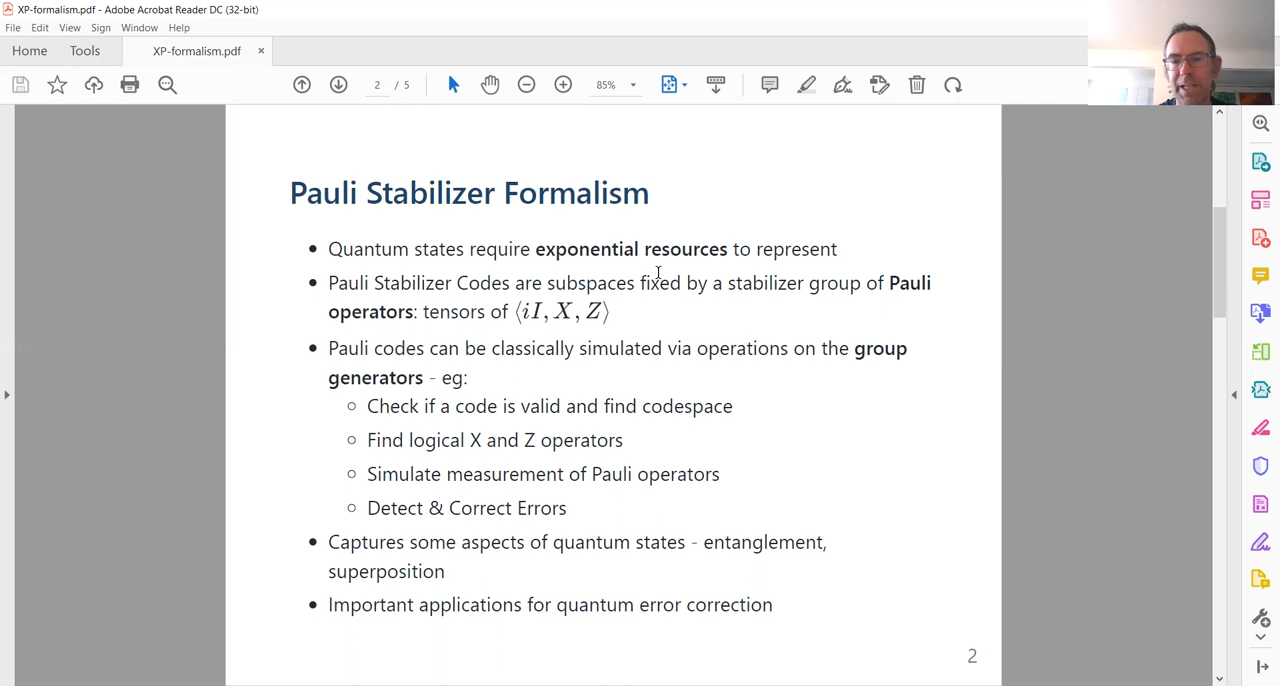 XP-formalism.pdf - Adobe Acrobat Reader DC (32-bit)
File Edit View Sign Window Help
Home Tools XP-formalism.pdf ×
2 / 5 85%
Pauli Stabilizer Formalism
• Quantum states require exponential resources to represent
• Pauli Stabilizer Codes are subspaces fixed by a stabilizer group of Pauli
operators: tensors of ⟨iI, X, Z⟩
• Pauli codes can be classically simulated via operations on the group
generators - eg:
○ Check if a code is valid and find codespace
○ Find logical X and Z operators
○ Simulate measurement of Pauli operators
○ Detect & Correct Errors
• Captures some aspects of quantum states - entanglement,
superposition
• Important applications for quantum error correction
2